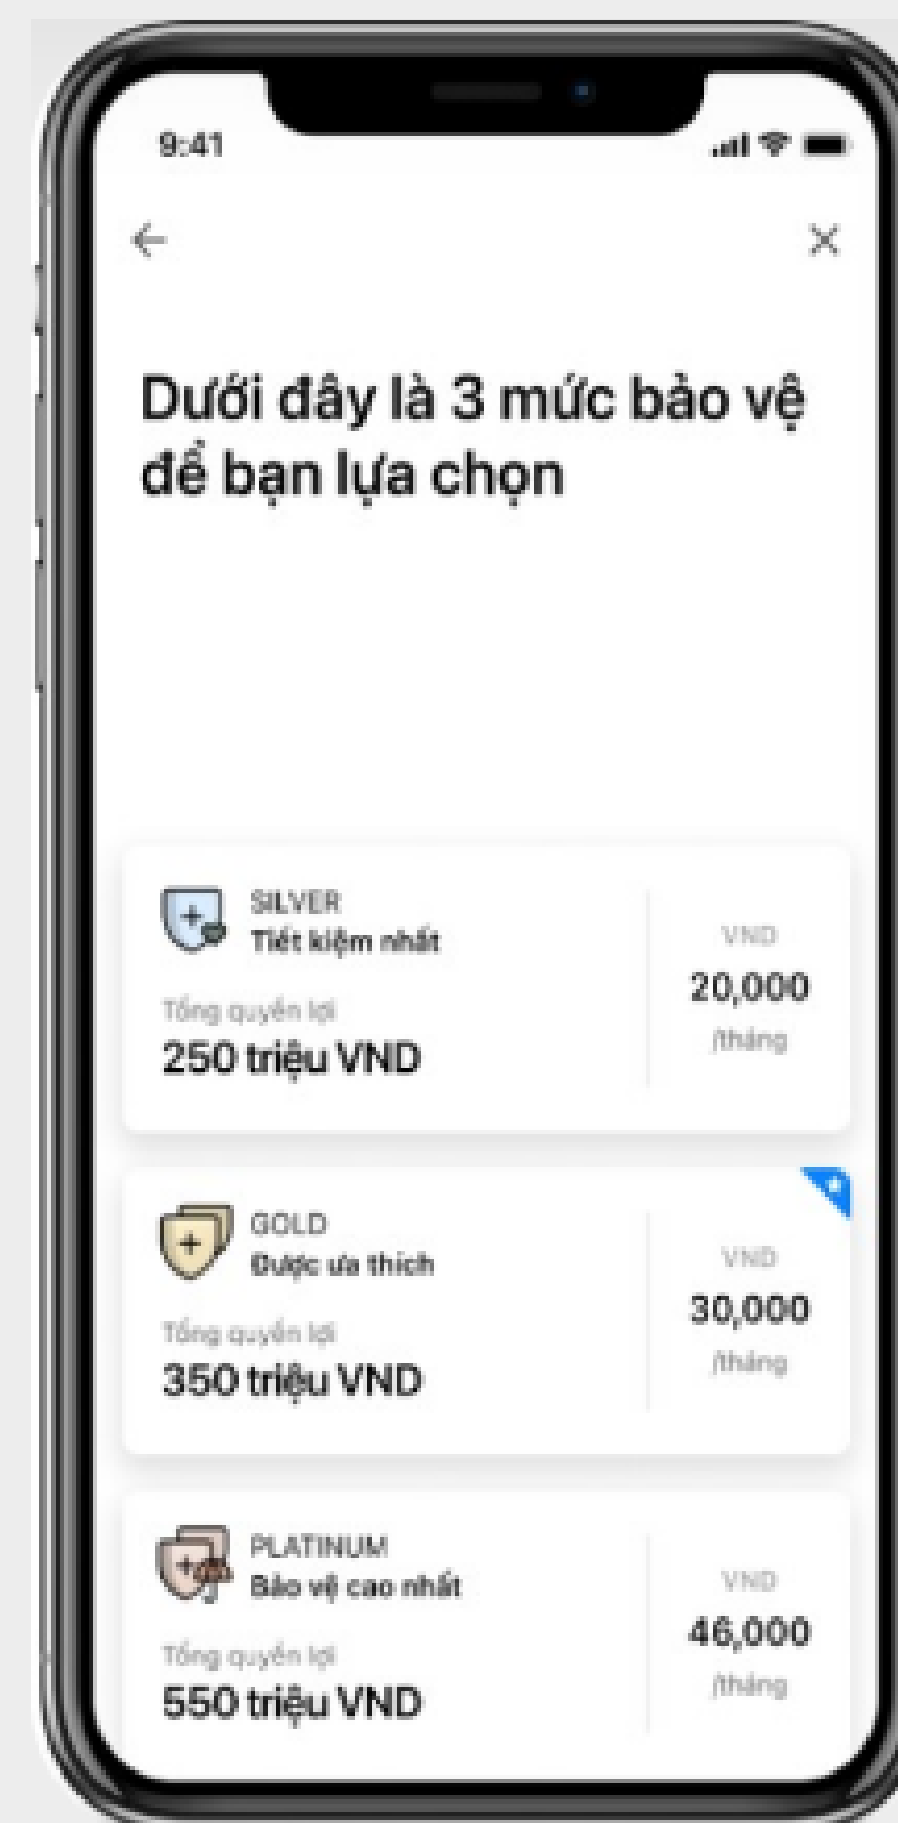 9:41
Dưới đây là 3 mức bảo vệ
để bạn lựa chọn
SILVER
Tiết kiệm nhất
Tổng quyền lợi
250 triệu VND
VND
20,000
/tháng
GOLD
Được ưa thích
Tổng quyền lợi
350 triệu VND
VND
30,000
/tháng
PLATINUM
Bảo vệ cao nhất
Tổng quyền lợi
550 triệu VND
VND
46,000
/tháng